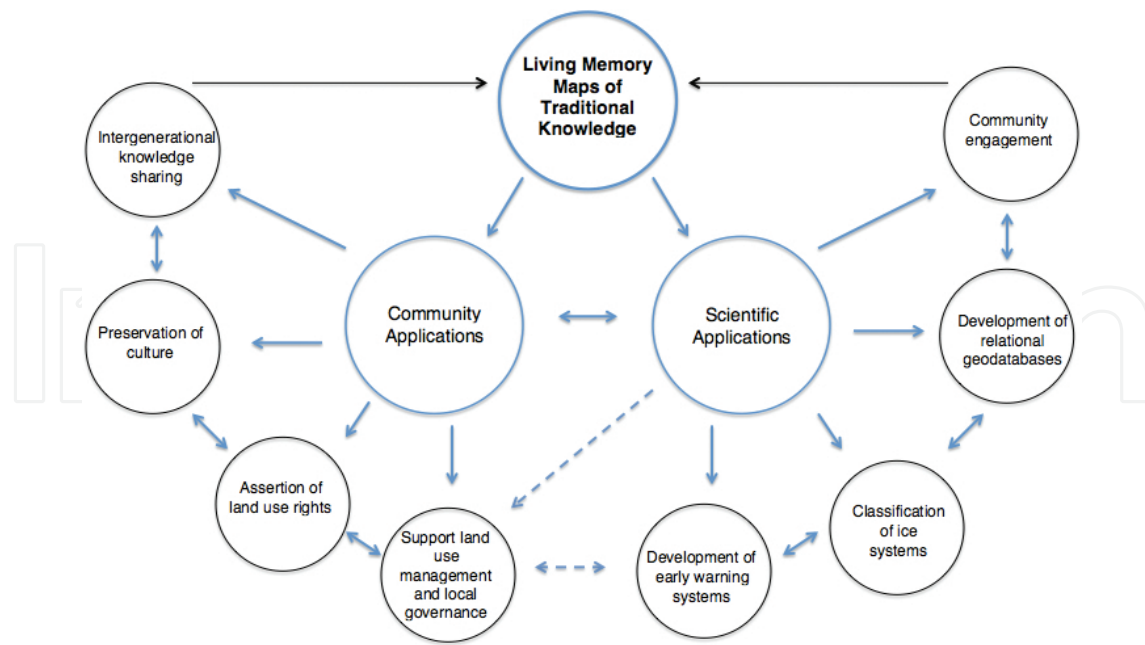 Living Memory
Maps of
Traditional
Knowledge
Intergenerational
knowledge
sharing
Community
engagement
Community
Applications
Scientific
Applications
Preservation of
culture
Development of
relational
geodatabases
Assertion of
land use rights
Classification
of ice
systems
Support land
use
management
and local
governance
Development of
early warning
systems